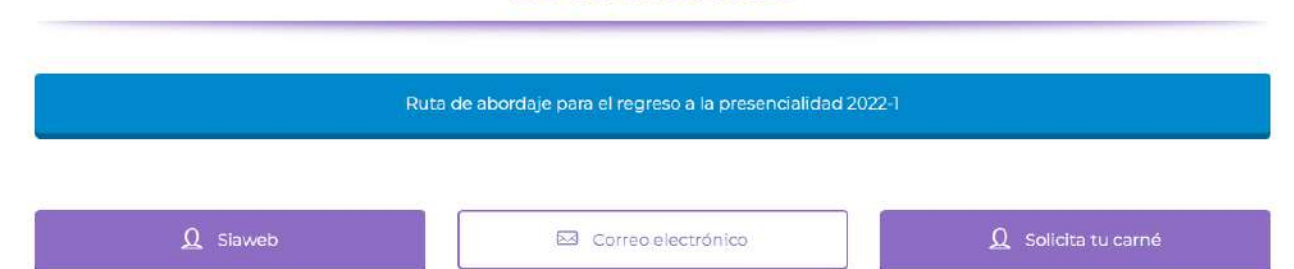 Ruta de abordaje para el regreso a la presencialidad 2022-1
Siaweb
Correo electrónico
Solicita tu carné